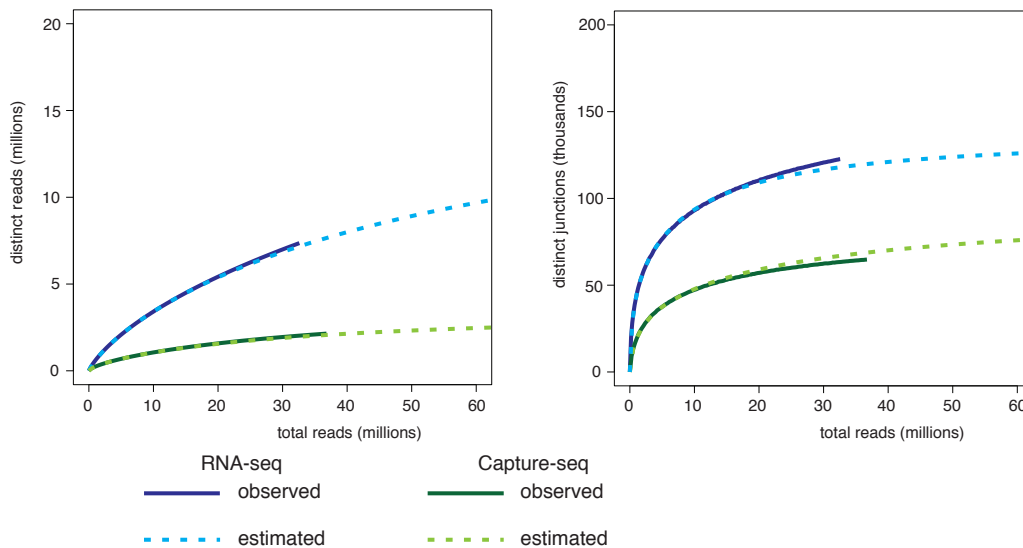 20
15
10
5
0
distinct reads (millions)
0 10 20 30 40 50 60
total reads (millions)
200
150
100
50
0
distinct junctions (thousands)
0 10 20 30 40 50 60
total reads (millions)
RNA-seq Capture-seq
observed observed
estimated estimated